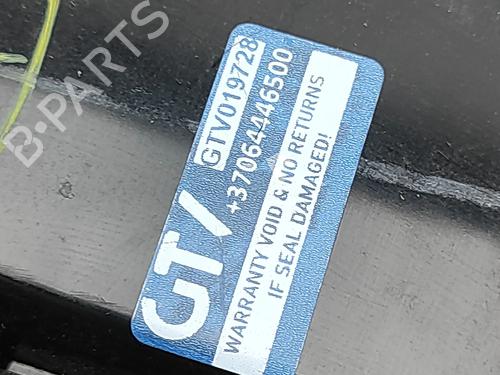 GTV
GTV019728
+37064446500
WARRANTY VOID & NO RETURNS
IF SEAL DAMAGED!
B-PARTS